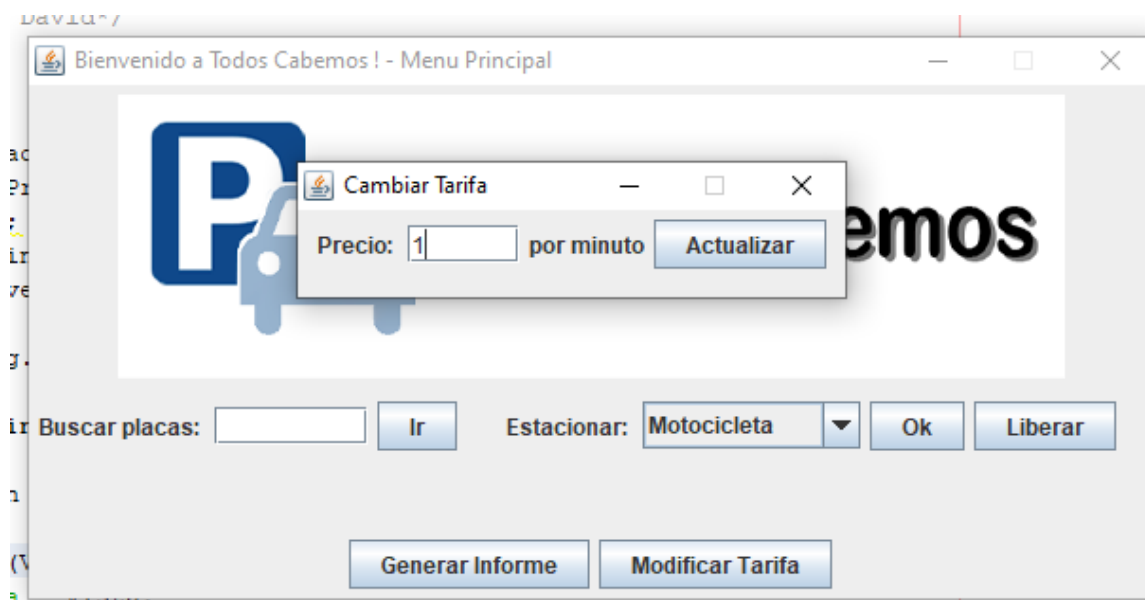 David*/
Bienvenido a Todos Cabemos ! - Menu Principal
P
Cambiar Tarifa
Precio: 1 por minuto Actualizar
emos
Buscar placas: Ir Estacionar: Motocicleta Ok Liberar
Generar Informe Modificar Tarifa